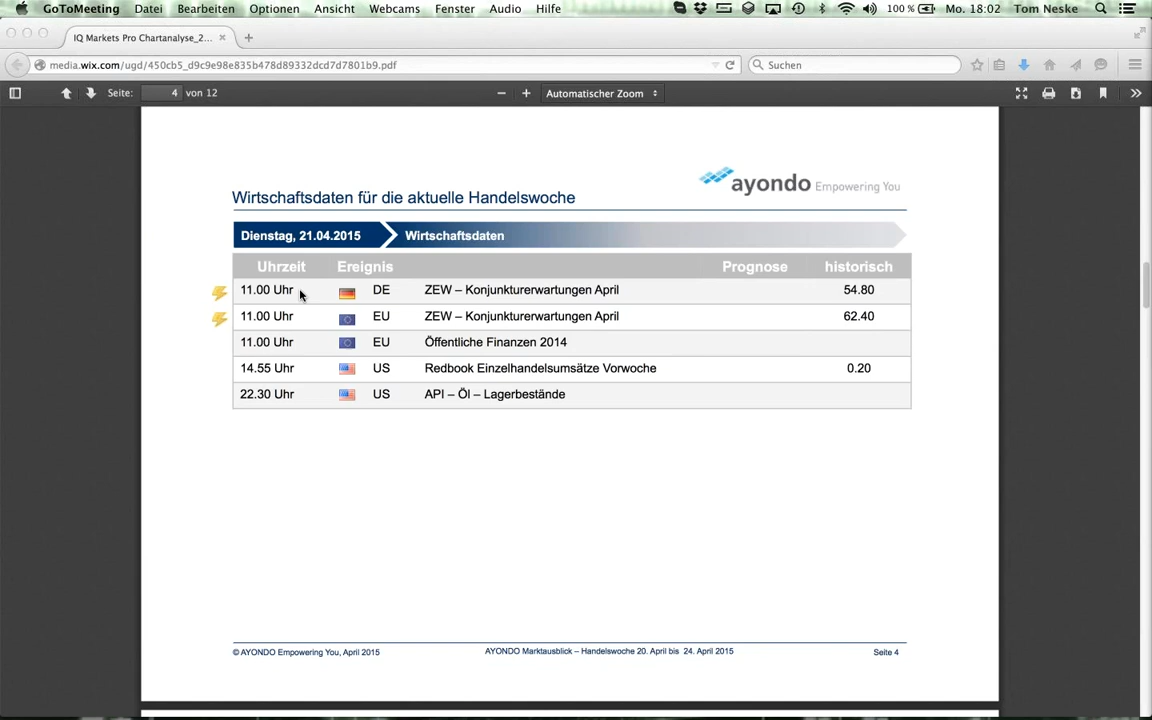 GoToMeeting Datei Bearbeiten Optionen Ansicht Webcams Fenster Audio Hilfe 100 % Mo. 18:02 Tom Neske
IQ Markets Pro Chartanalyse_2... × +
media.wix.com/ugd/450cb5_d9c9e98e835b478d89332dcd7d7801b9.pdf Suchen
Seite: 4 von 12 − + Automatischer Zoom
ayondo Empowering You
Wirtschaftsdaten für die aktuelle Handelswoche
Dienstag, 21.04.2015 Wirtschaftsdaten
Uhrzeit Ereignis Prognose historisch
11.00 Uhr DE ZEW – Konjunkturerwartungen April 54.80
11.00 Uhr EU ZEW – Konjunkturerwartungen April 62.40
11.00 Uhr EU Öffentliche Finanzen 2014
14.55 Uhr US Redbook Einzelhandelsumsätze Vorwoche 0.20
22.30 Uhr US API – Öl – Lagerbestände
© AYONDO Empowering You, April 2015 AYONDO Marktausblick – Handelswoche 20. April bis 24. April 2015 Seite 4